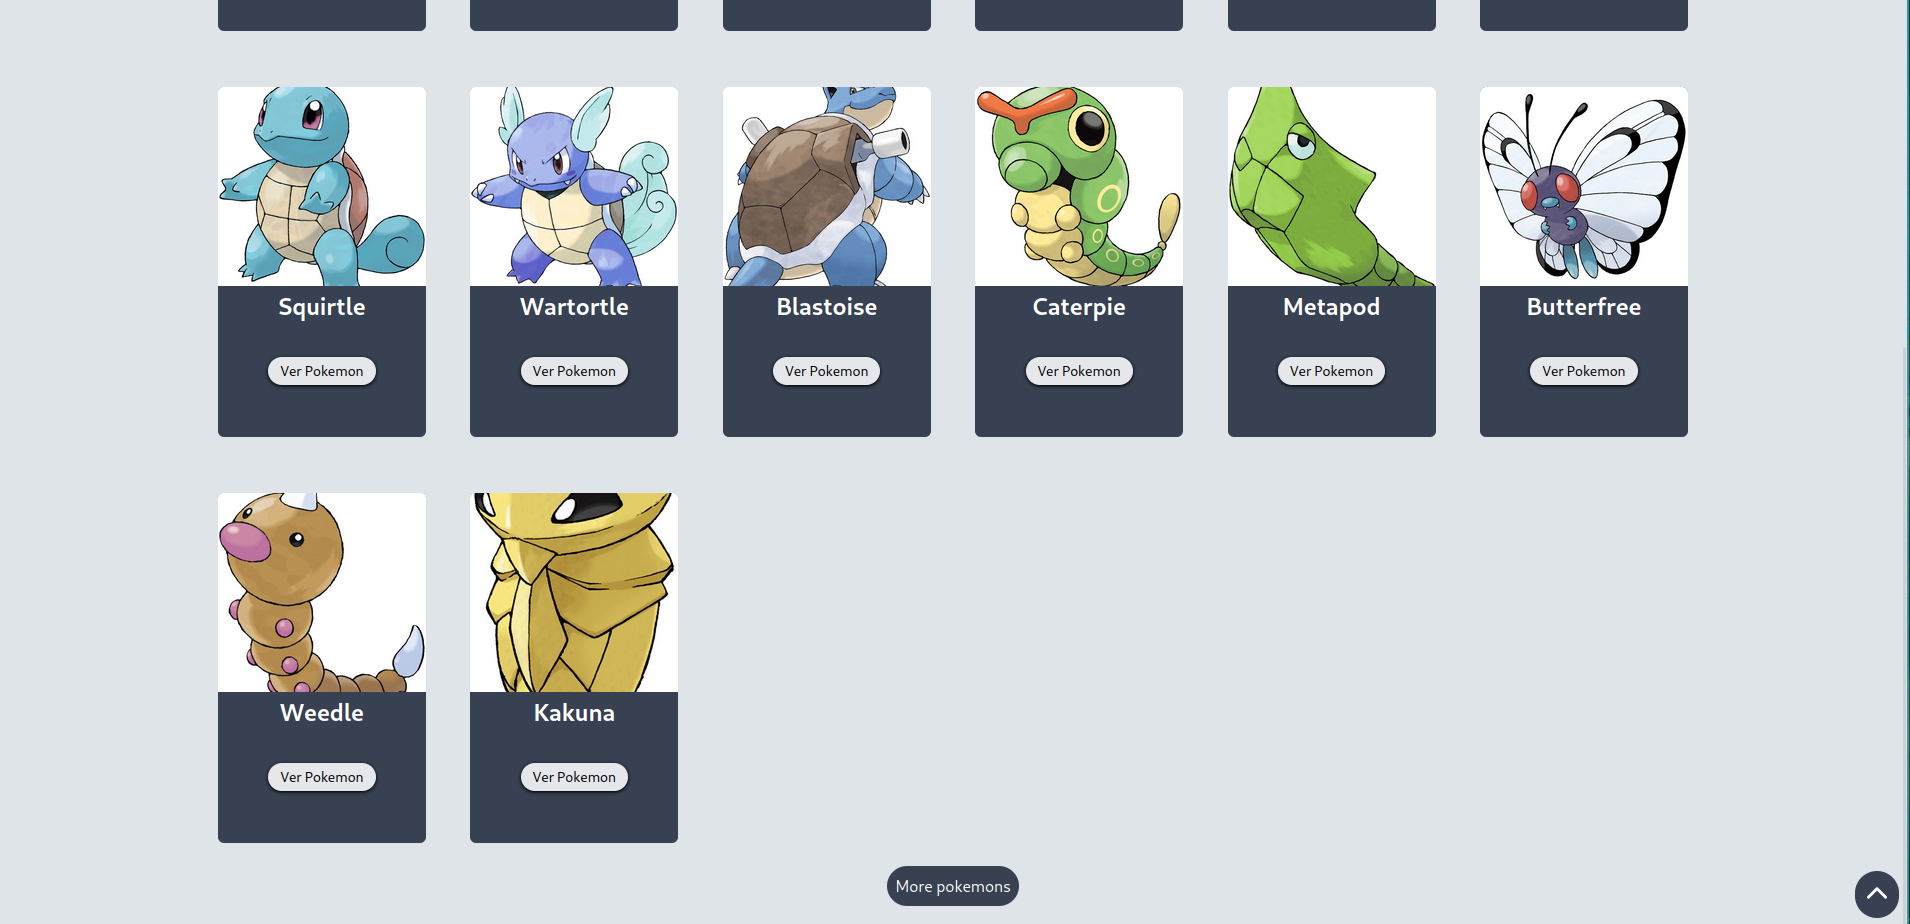 Squirtle
Wartortle
Blastoise
Caterpie
Metapod
Butterfree
Ver Pokemon
Ver Pokemon
Ver Pokemon
Ver Pokemon
Ver Pokemon
Ver Pokemon
Weedle
Kakuna
Ver Pokemon
Ver Pokemon
More pokemons